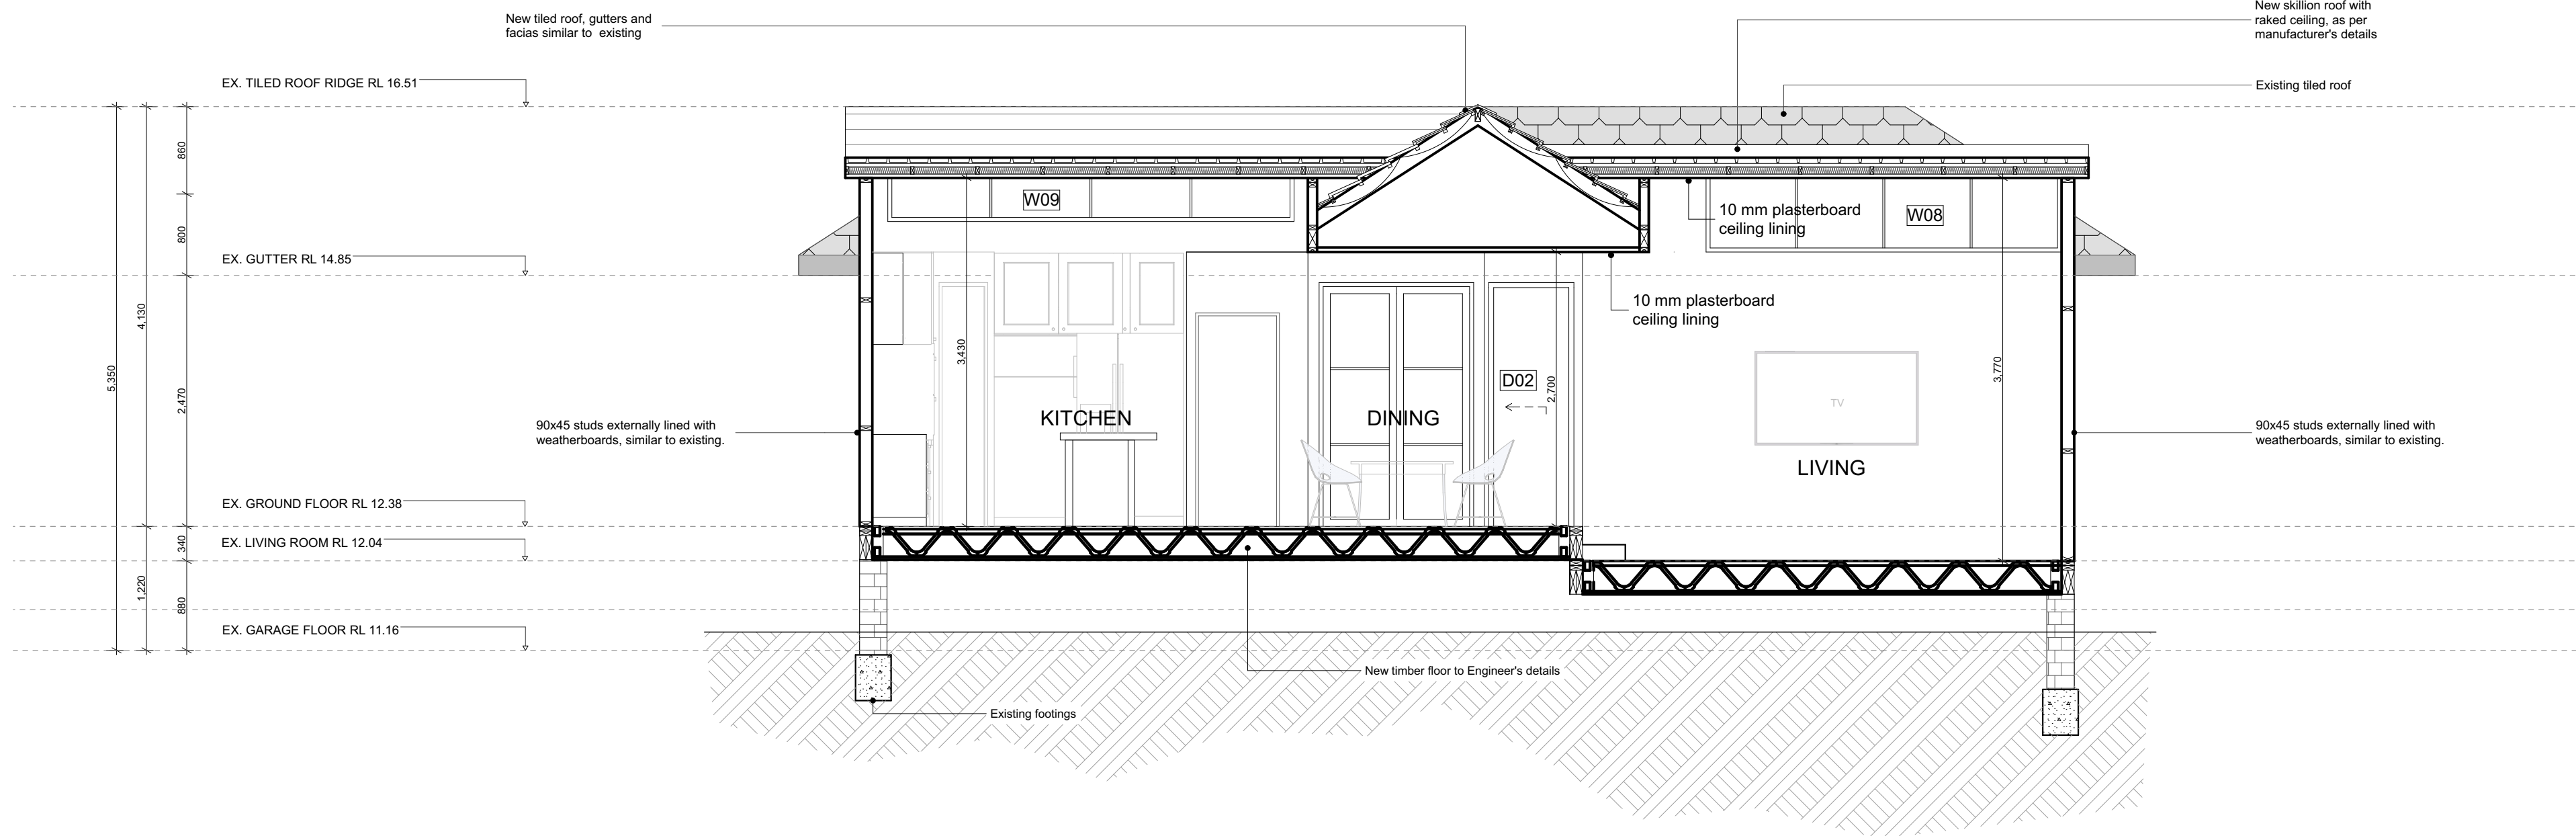 New tiled roof, gutters and
facias similar to existing
New skillion roof with
raked ceiling, as per
manufacturer's details
EX. TILED ROOF RIDGE RL 16.51
Existing tiled roof
860
W09
10 mm plasterboard
ceiling lining
W08
800
EX. GUTTER RL 14.85
10 mm plasterboard
ceiling lining
4,130
5,350
2,470
3,430
2,700
3,770
D02
TV
KITCHEN
DINING
LIVING
90x45 studs externally lined with
weatherboards, similar to existing.
90x45 studs externally lined with
weatherboards, similar to existing.
EX. GROUND FLOOR RL 12.38
340
EX. LIVING ROOM RL 12.04
1,220
880
EX. GARAGE FLOOR RL 11.16
New timber floor to Engineer's details
Existing footings